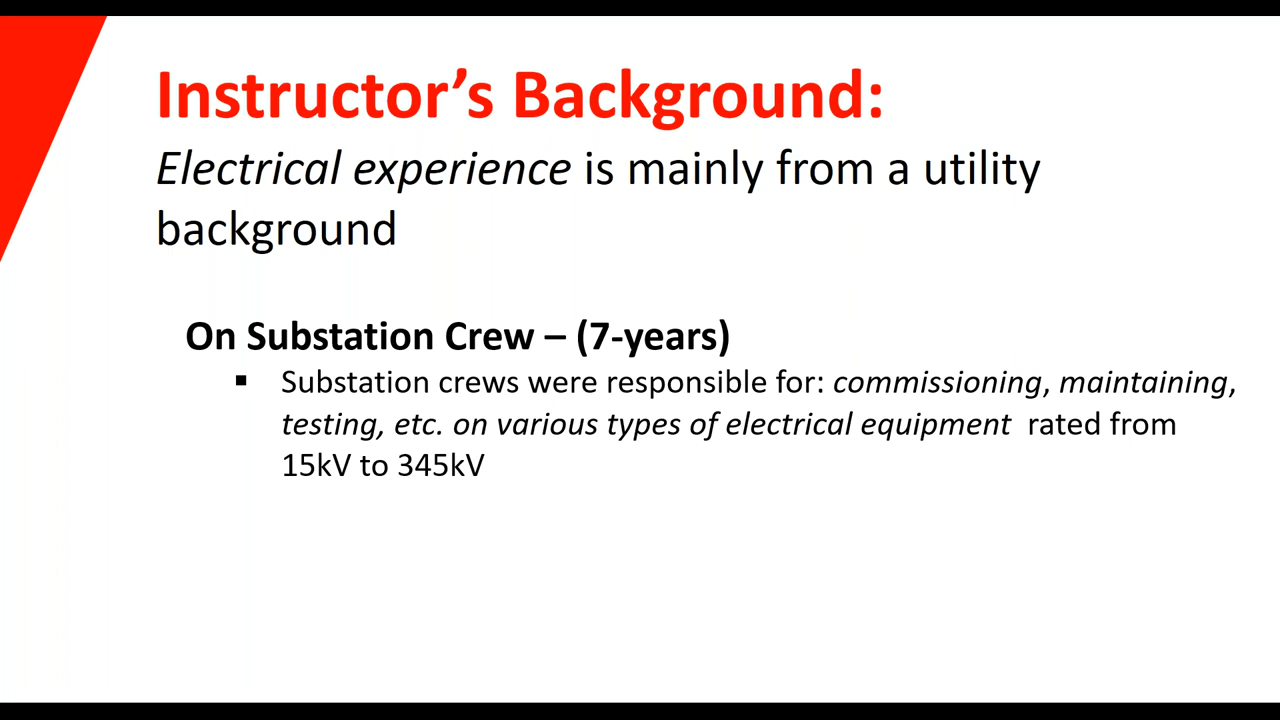 Instructor’s Background:
Electrical experience is mainly from a utility
background
On Substation Crew – (7-years)
▪ Substation crews were responsible for: commissioning, maintaining,
testing, etc. on various types of electrical equipment rated from
15kV to 345kV